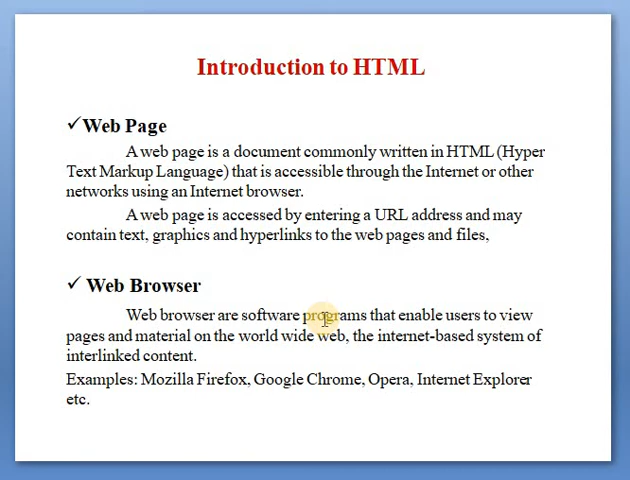 Introduction to HTML
✓Web Page
A web page is a document commonly written in HTML (Hyper
Text Markup Language) that is accessible through the Internet or other
networks using an Internet browser.
A web page is accessed by entering a URL address and may
contain text, graphics and hyperlinks to the web pages and files,
✓ Web Browser
Web browser are software programs that enable users to view
pages and material on the world wide web, the internet-based system of
interlinked content.
Examples: Mozilla Firefox, Google Chrome, Opera, Internet Explorer
etc.